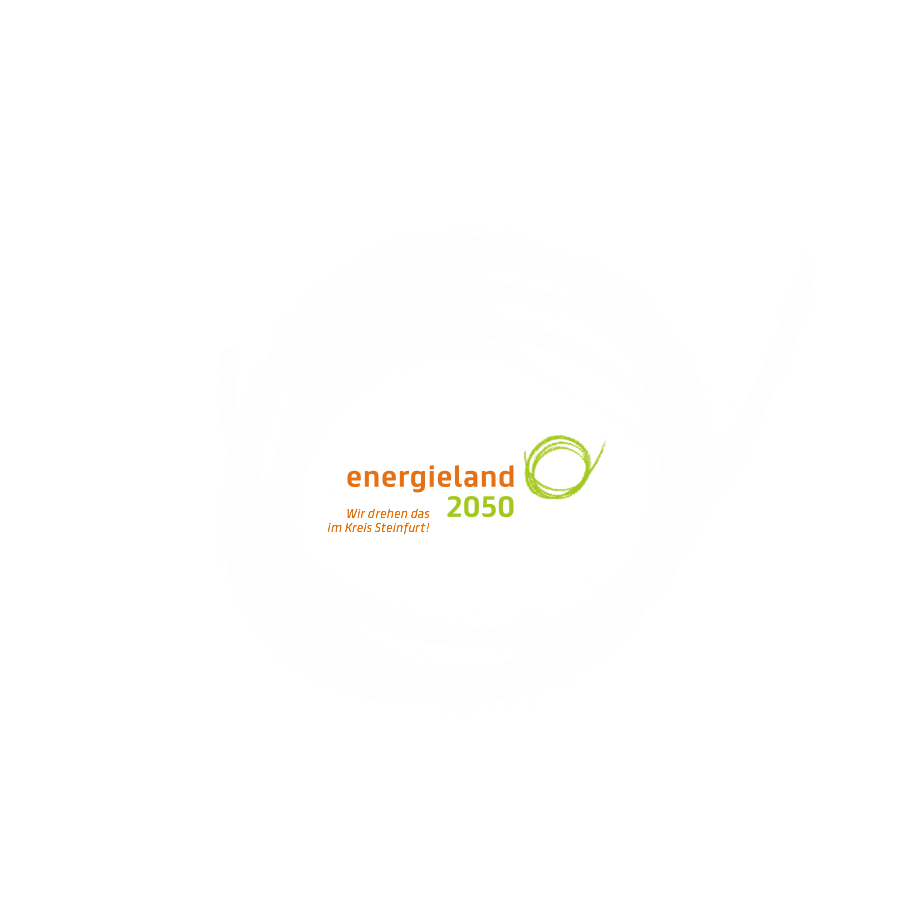 energieland
2050
Wir drehen das
im Kreis Steinfurt!